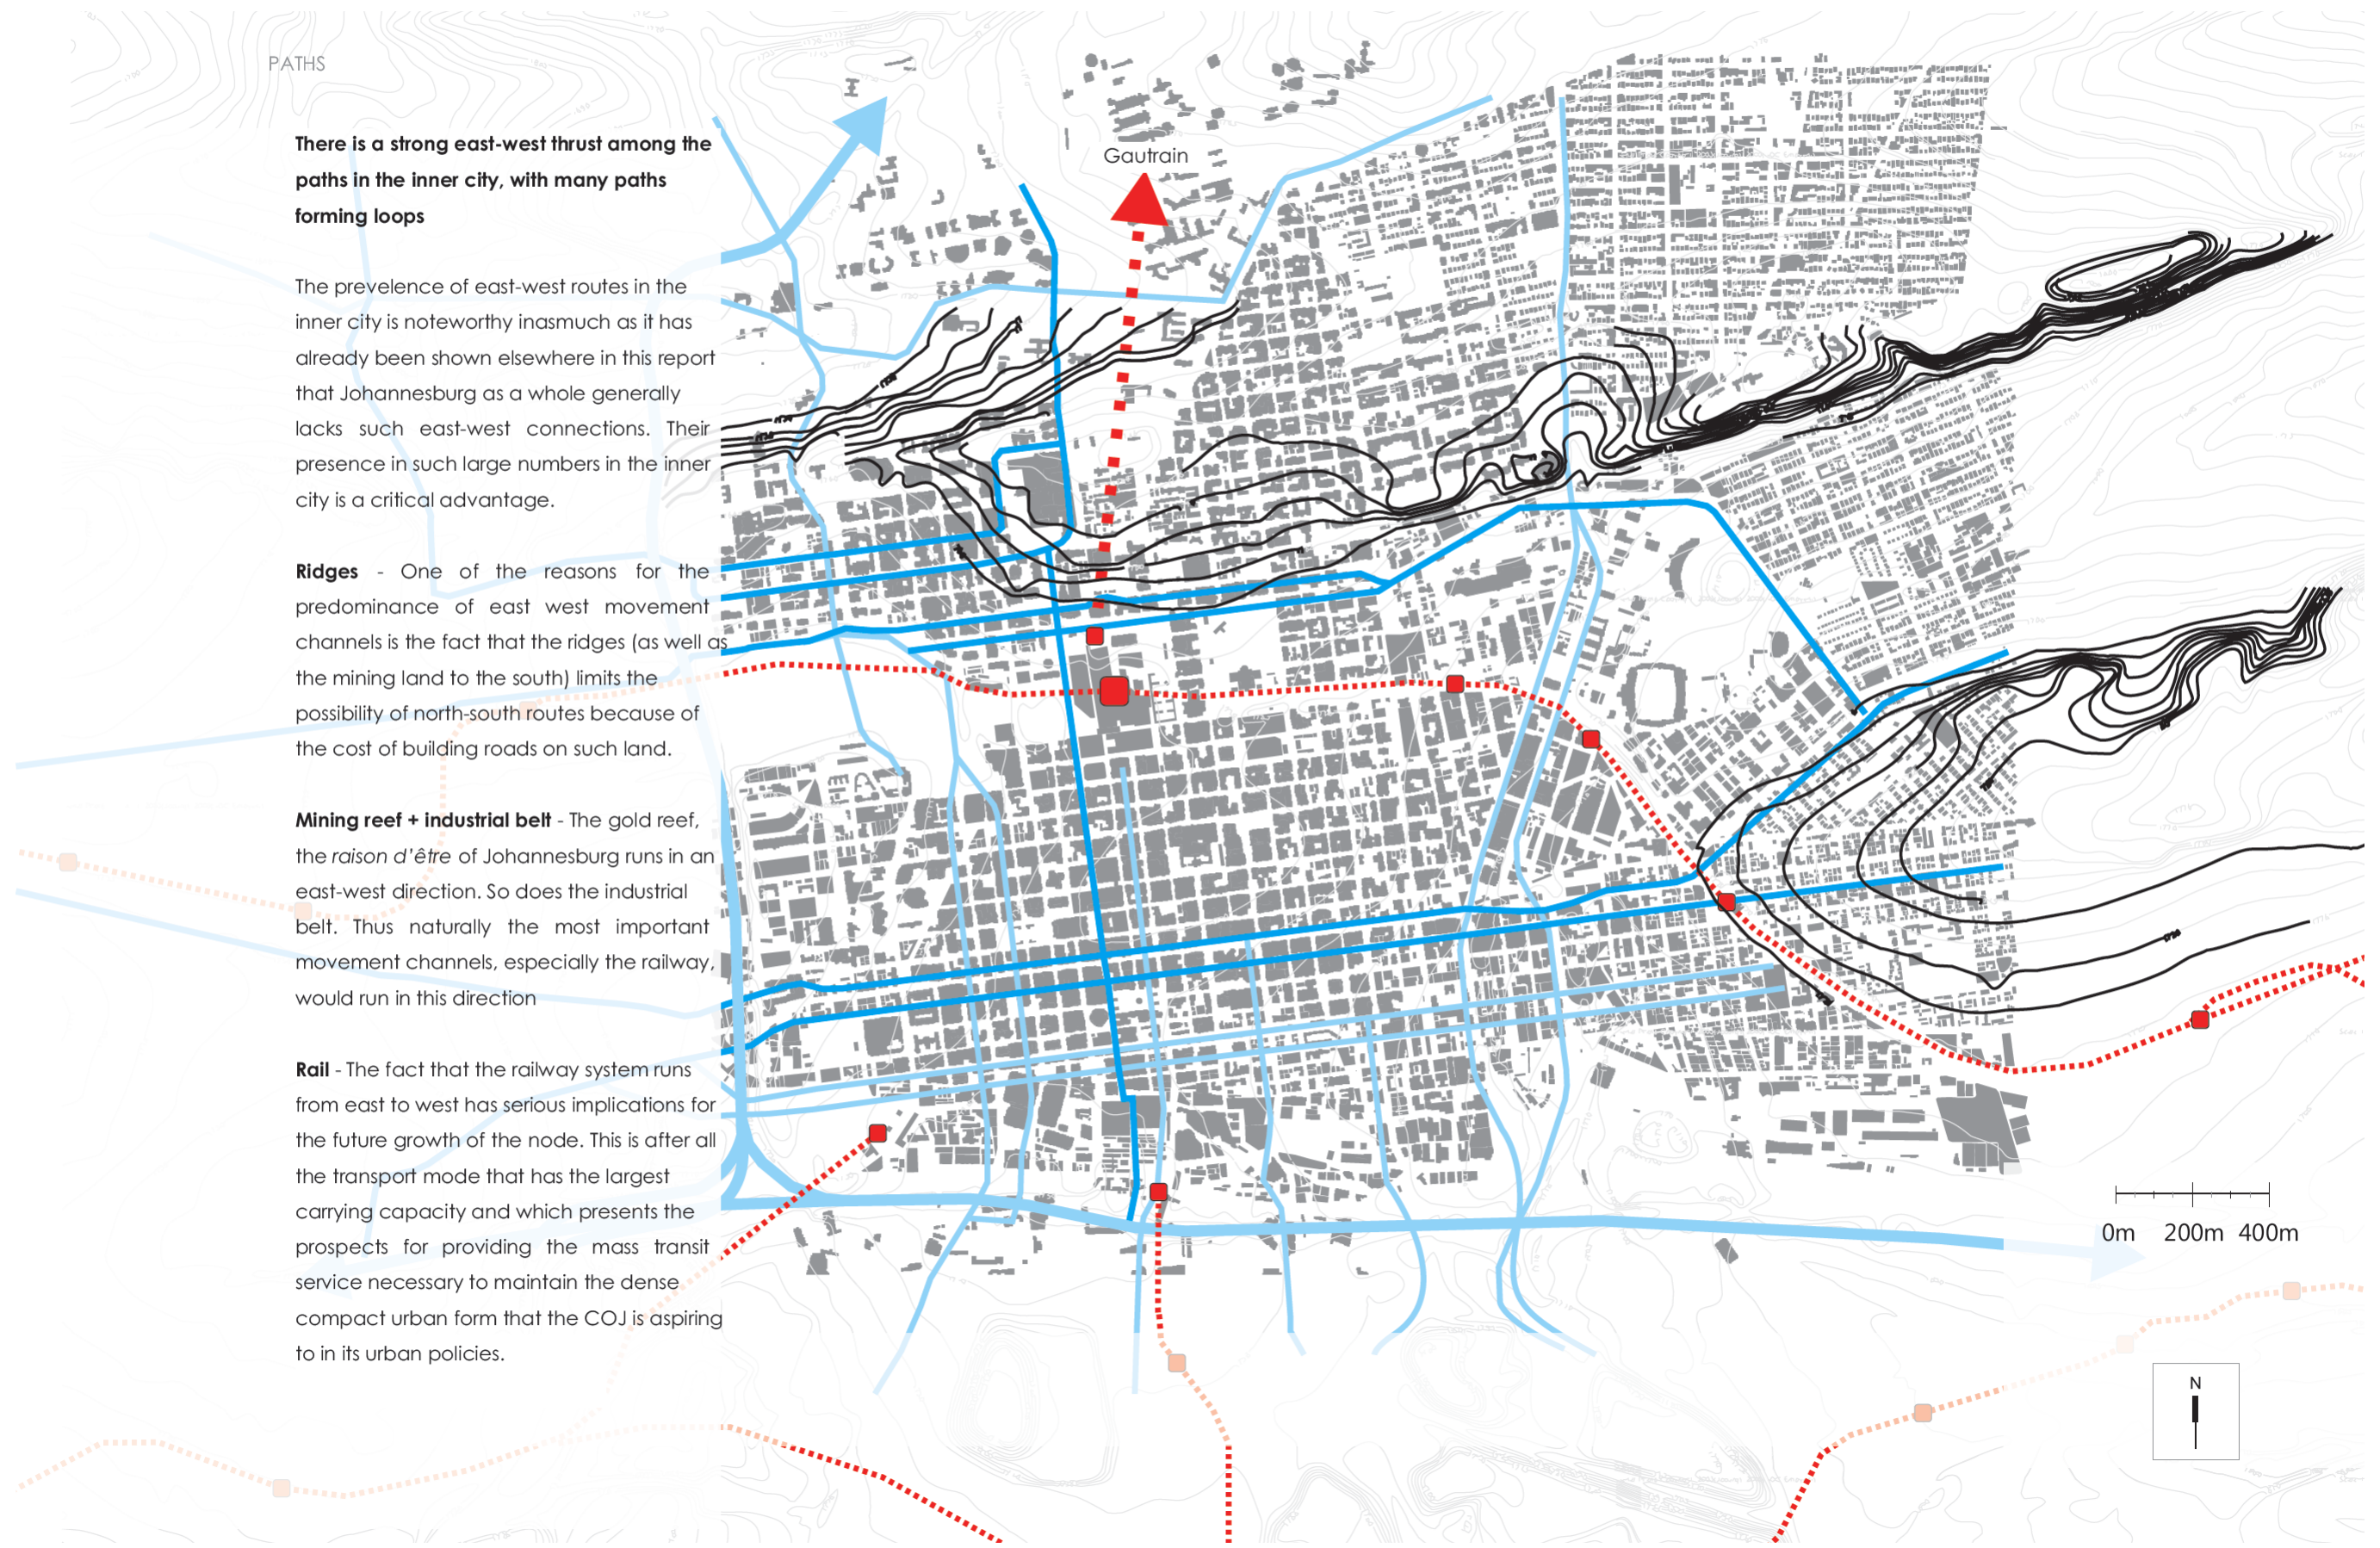 PATHS
There is a strong east-west thrust among the
paths in the inner city, with many paths
forming loops
The prevelence of east-west routes in the
inner city is noteworthy inasmuch as it has
already been shown elsewhere in this report
that Johannesburg as a whole generally
lacks such east-west connections. Their
presence in such large numbers in the inner
city is a critical advantage.
Ridges - One of the reasons for the
predominance of east west movement
channels is the fact that the ridges (as well as
the mining land to the south) limits the
possibility of north-south routes because of
the cost of building roads on such land.
Mining reef + industrial belt - The gold reef,
the raison d'être of Johannesburg runs in an
east-west direction. So does the industrial
belt. Thus naturally the most important
movement channels, especially the railway,
would run in this direction
Rail - The fact that the railway system runs
from east to west has serious implications for
the future growth of the node. This is after all
the transport mode that has the largest
carrying capacity and which presents the
prospects for providing the mass transit
service necessary to maintain the dense
compact urban form that the COJ is aspiring
to in its urban policies.
Gautrain
0m 200m 400m
N